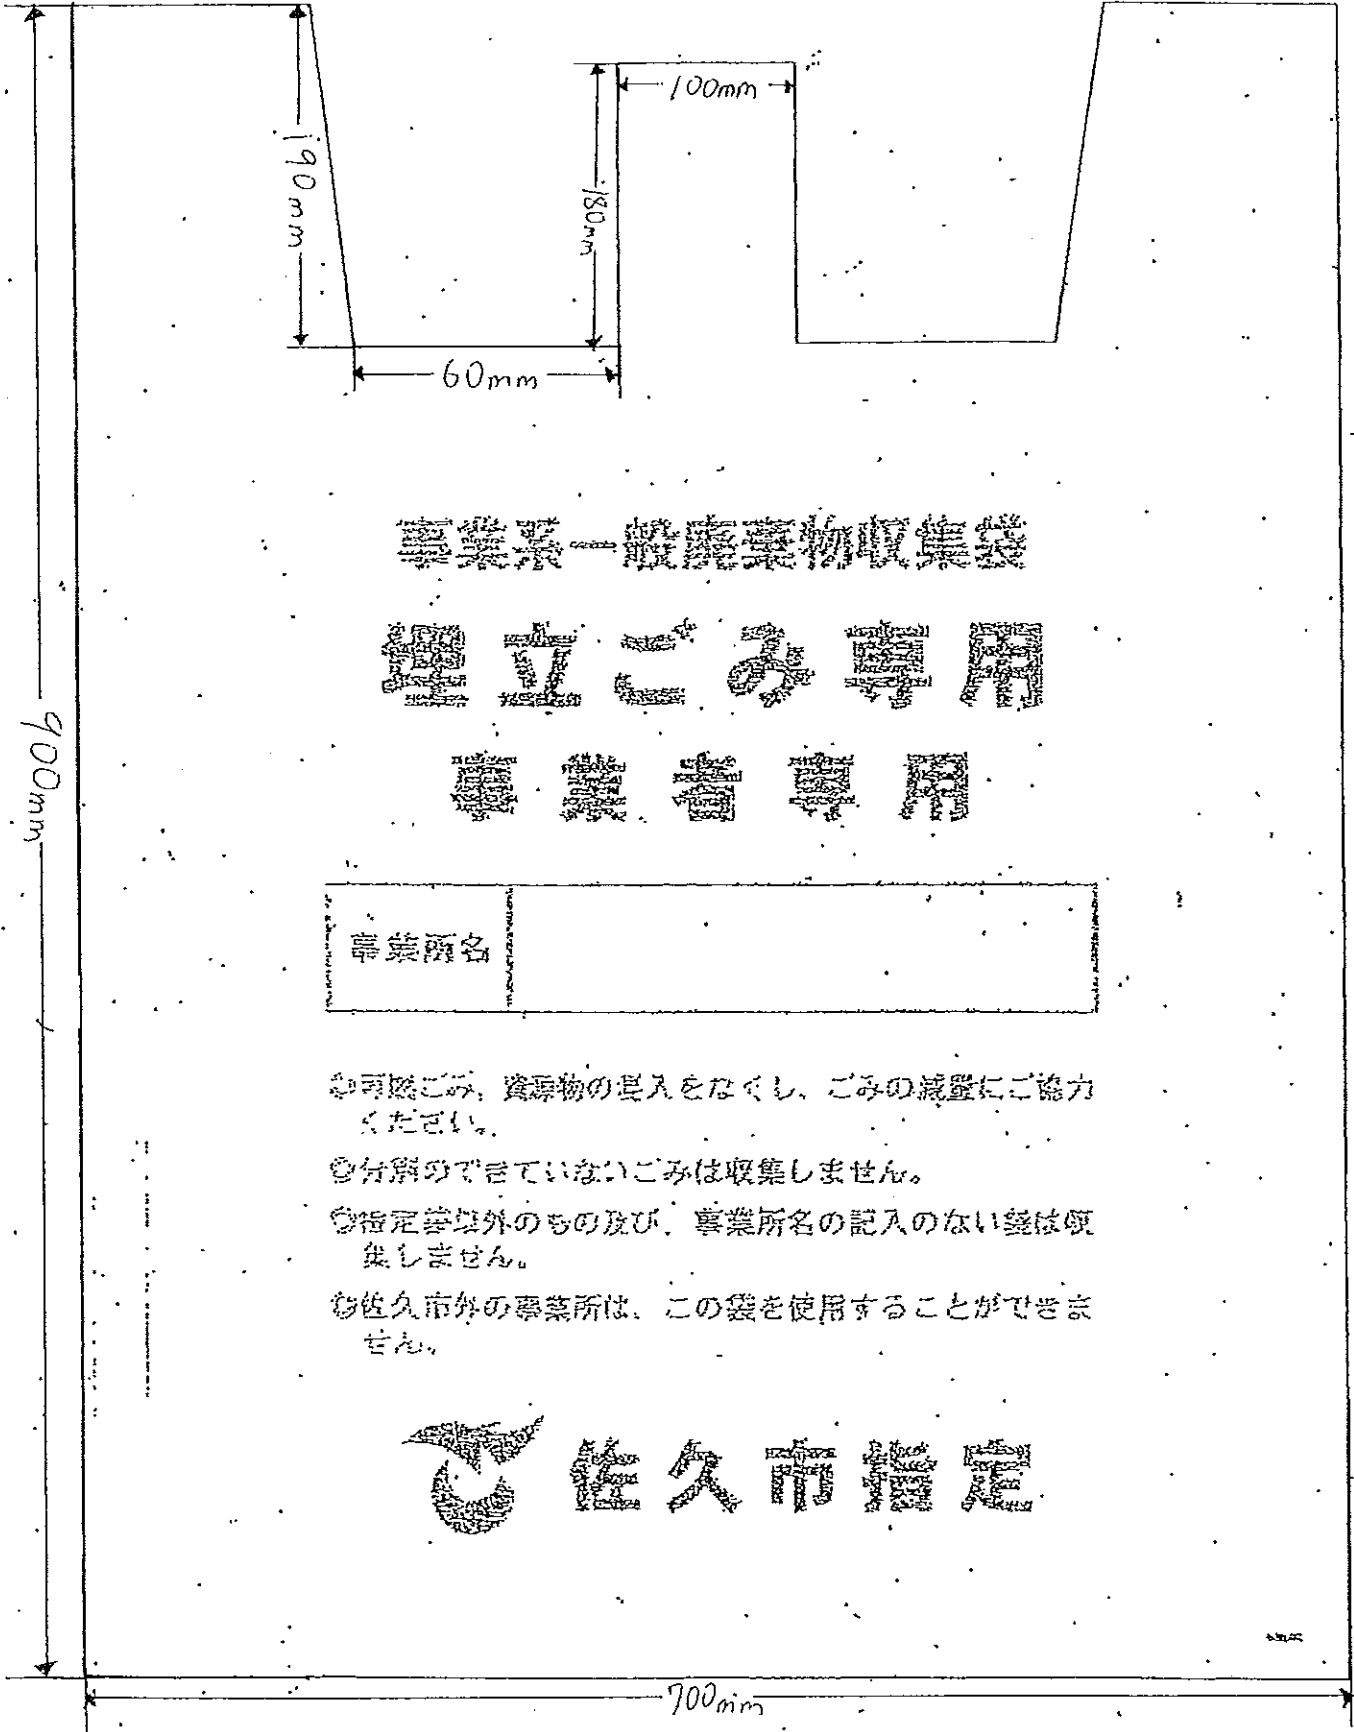 100mm
190mm
180mm
60mm
900mm
事業系一般廃棄物収集袋
埋立ごみ専用
事業者専用
事業所名
◎可燃ごみ、資源物の混入をなくし、ごみの減量にご協力
ください。
◎分別のできていないごみは収集しません。
◎指定袋以外のもの及び、事業所名の記入のない袋は収
集しません。
◎佐久市外の事業所は、この袋を使用することができま
せん。
佐久市指定
700mm